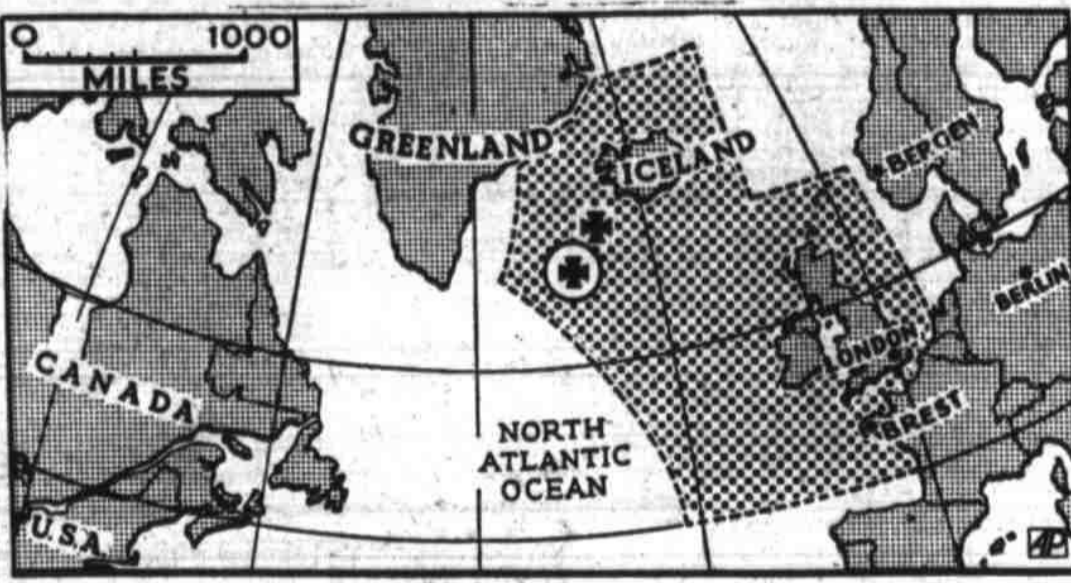 0 1000
MILES
GREENLAND
ICELAND
BERGEN
BERLIN
LONDON
CANADA
BREST
NORTH
ATLANTIC
OCEAN
U.S.A.
AP